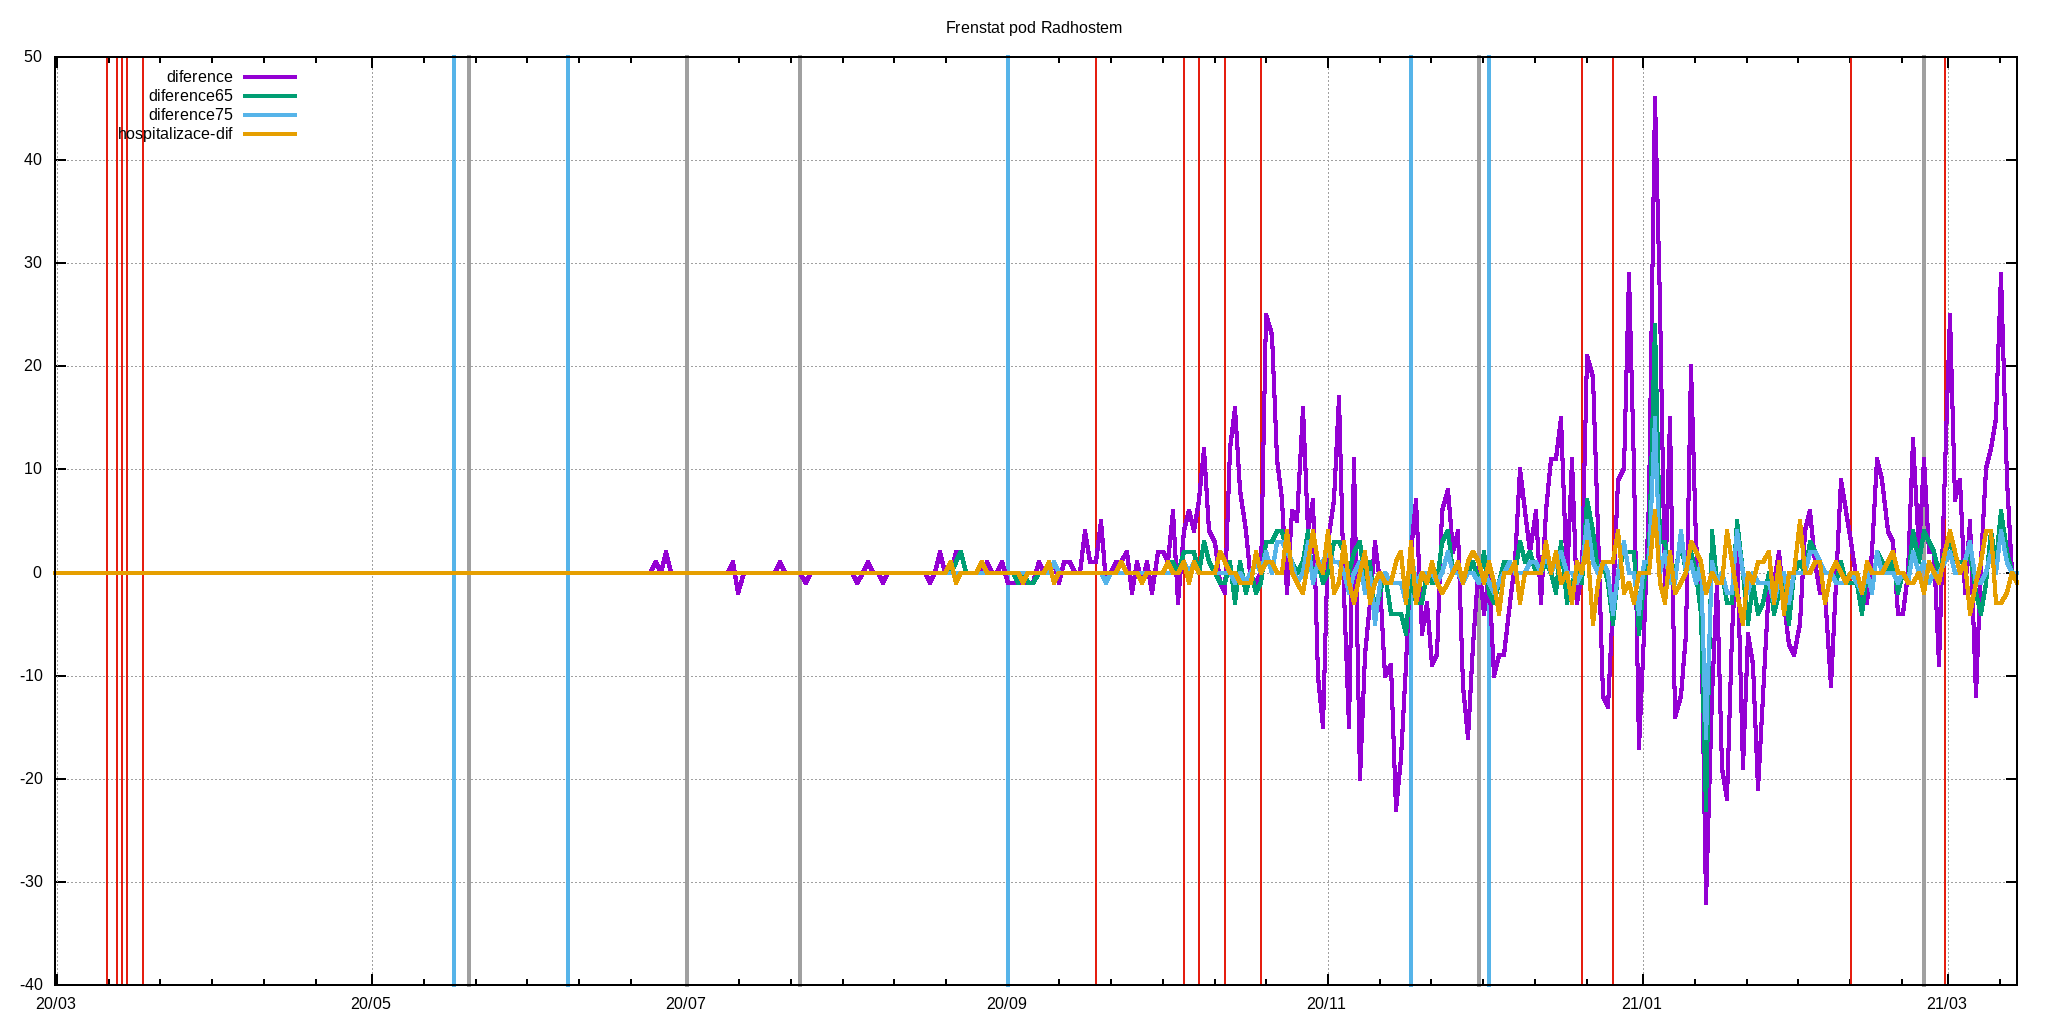 Frenstat pod Radhostem
50
diference
diference65
diference75
hospitalizace-dif
40
30
20
10
0
-10
-20
-30
-40
20/03 20/05 20/07 20/09 20/11 21/01 21/03